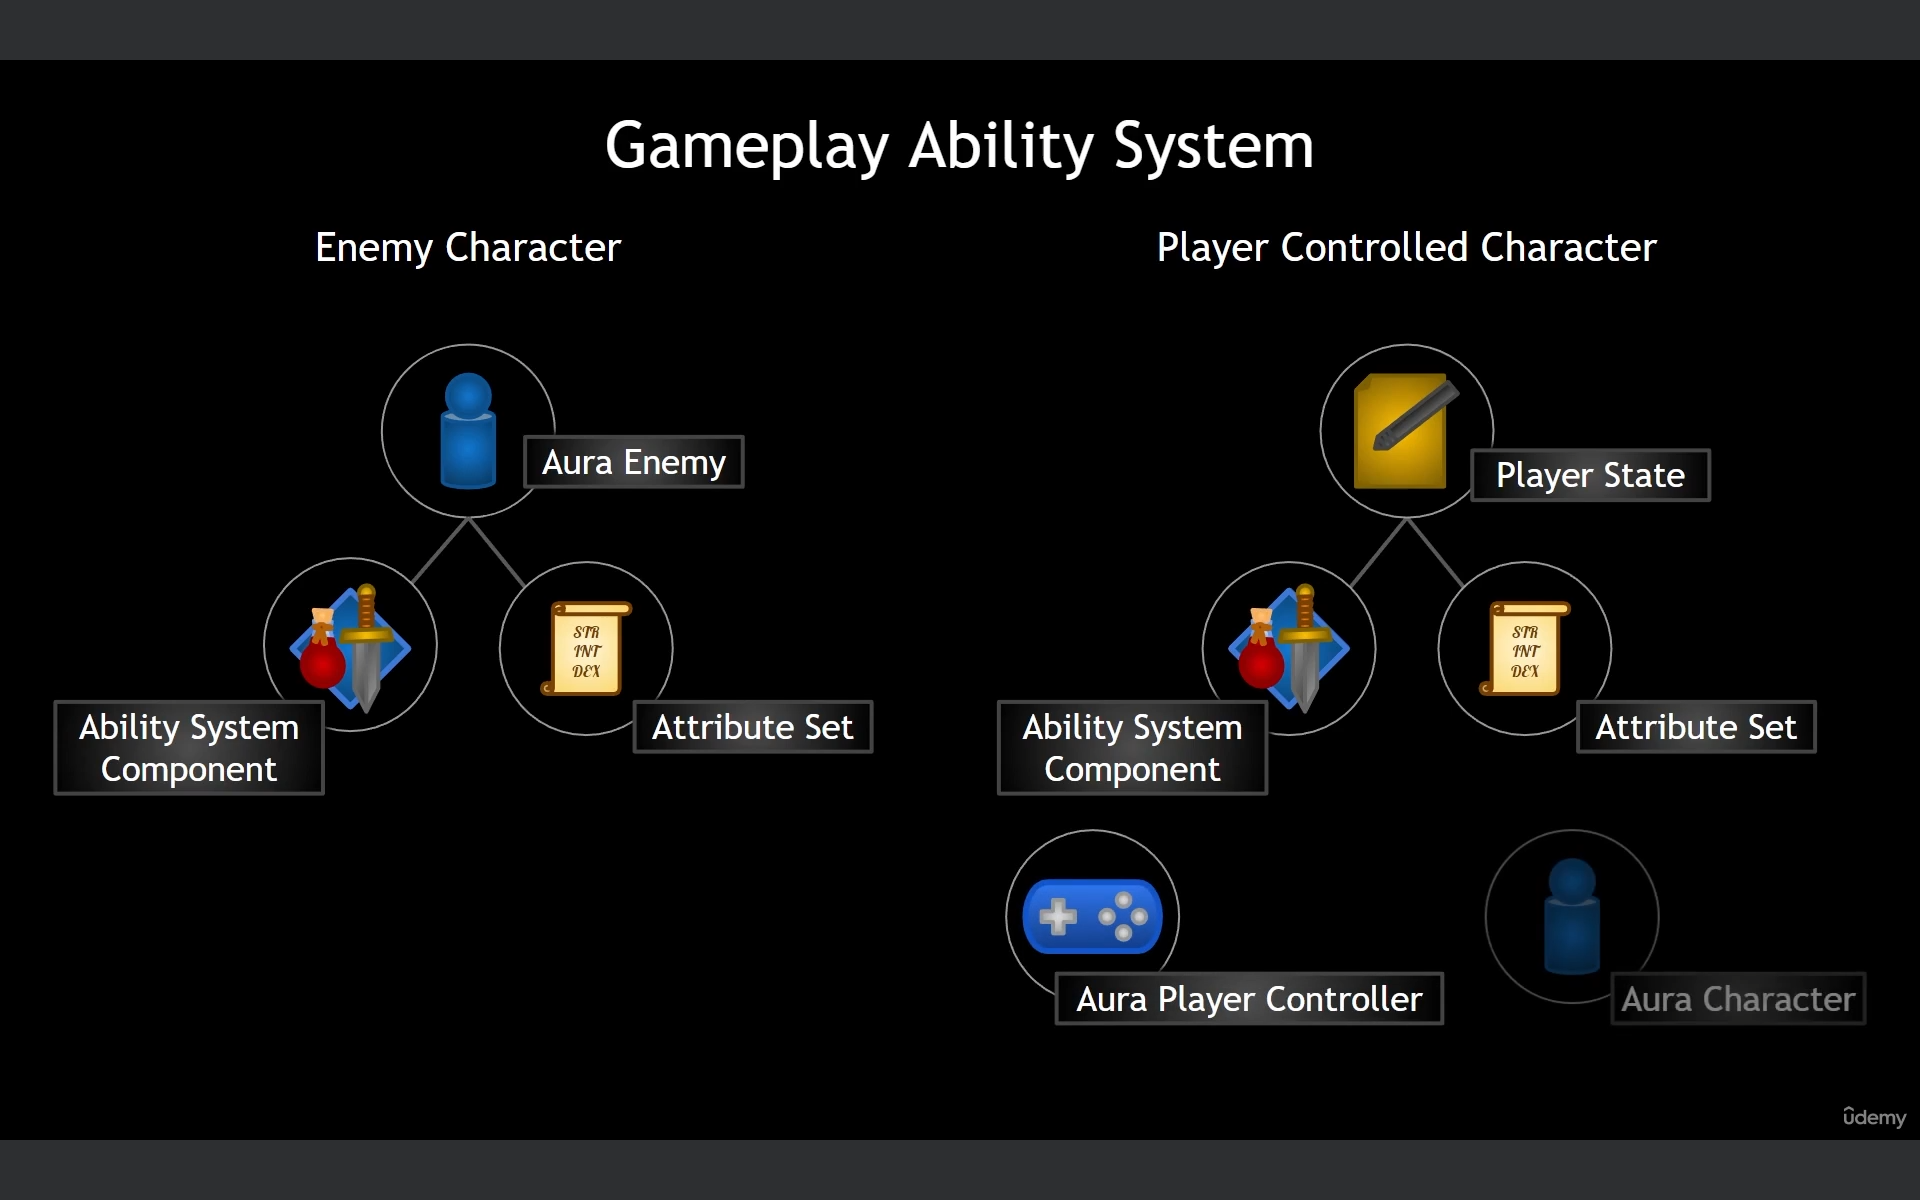 Gameplay Ability System
Enemy Character
Aura Enemy
STR
INT
DEX
Ability System
Component
Attribute Set
Player Controlled Character
Player State
STR
INT
DEX
Ability System
Component
Attribute Set
Aura Player Controller
Aura Character
ûdemy